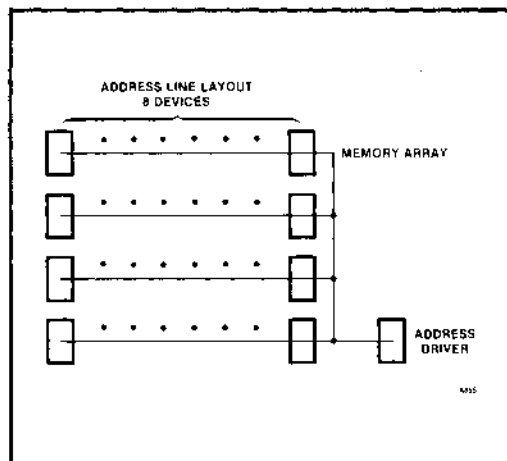 ADDRESS LINE LAYOUT
8 DEVICES
MEMORY ARRAY
ADDRESS
DRIVER